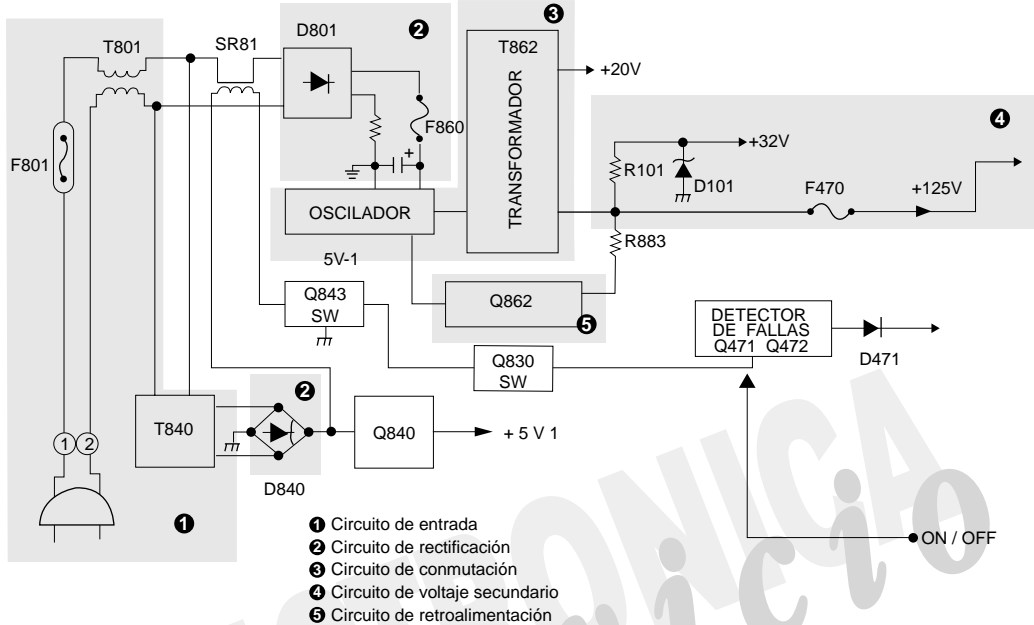 T801
SR81
D801
❷
❸
T862
TRANSFORMADOR
+20V
❹
F801
F860
+
+32V
R101
D101
F470
+125V
OSCILADOR
R883
5V-1
Q843
SW
Q862
❺
DETECTOR
DE FALLAS
Q471 Q472
D471
Q830
SW
❷
T840
Q840
+ 5 V 1
1
2
D840
❶
ON / OFF
❶ Circuito de entrada
❷ Circuito de rectificación
❸ Circuito de conmutación
❹ Circuito de voltaje secundario
❺ Circuito de retroalimentación